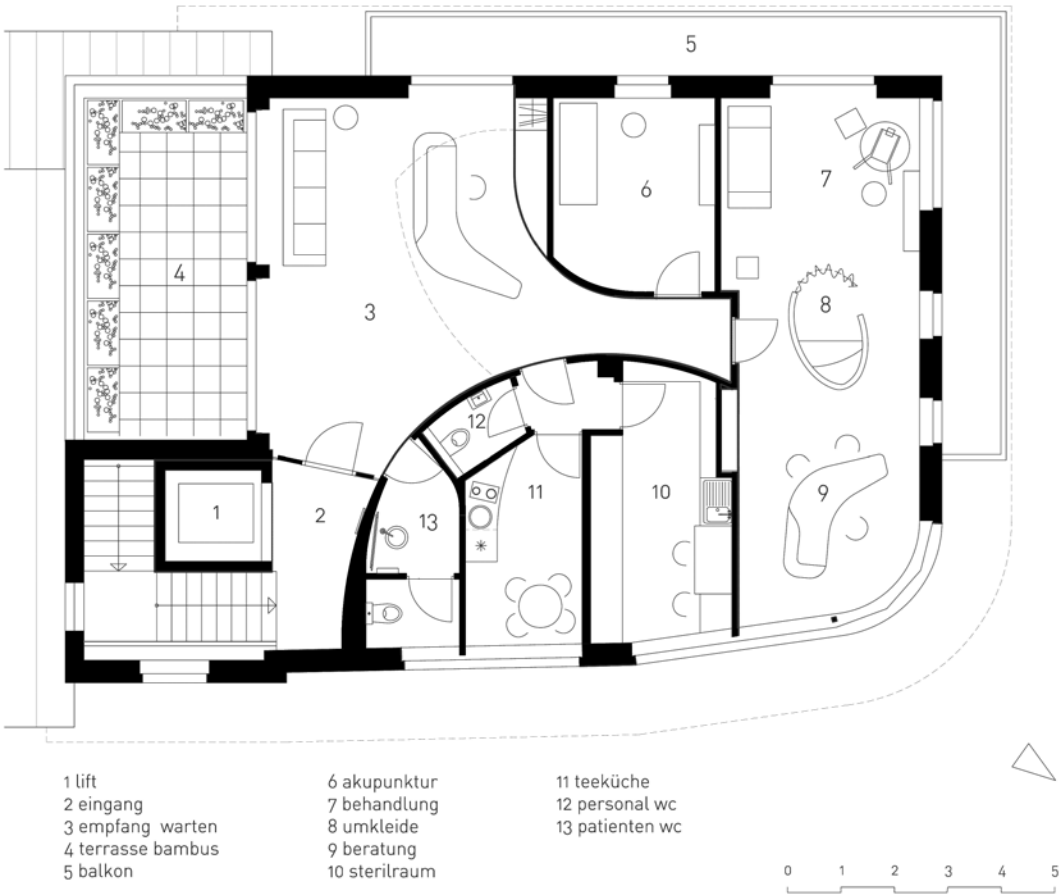 5
6
7
4
8
3
12
9
11
10
1
2
13
1 lift
2 eingang
3 empfang warten
4 terrasse bambus
5 balkon
6 akupunktur
7 behandlung
8 umkleide
9 beratung
10 sterilraum
11 teeküche
12 personal wc
13 patienten wc
0 1 2 3 4 5